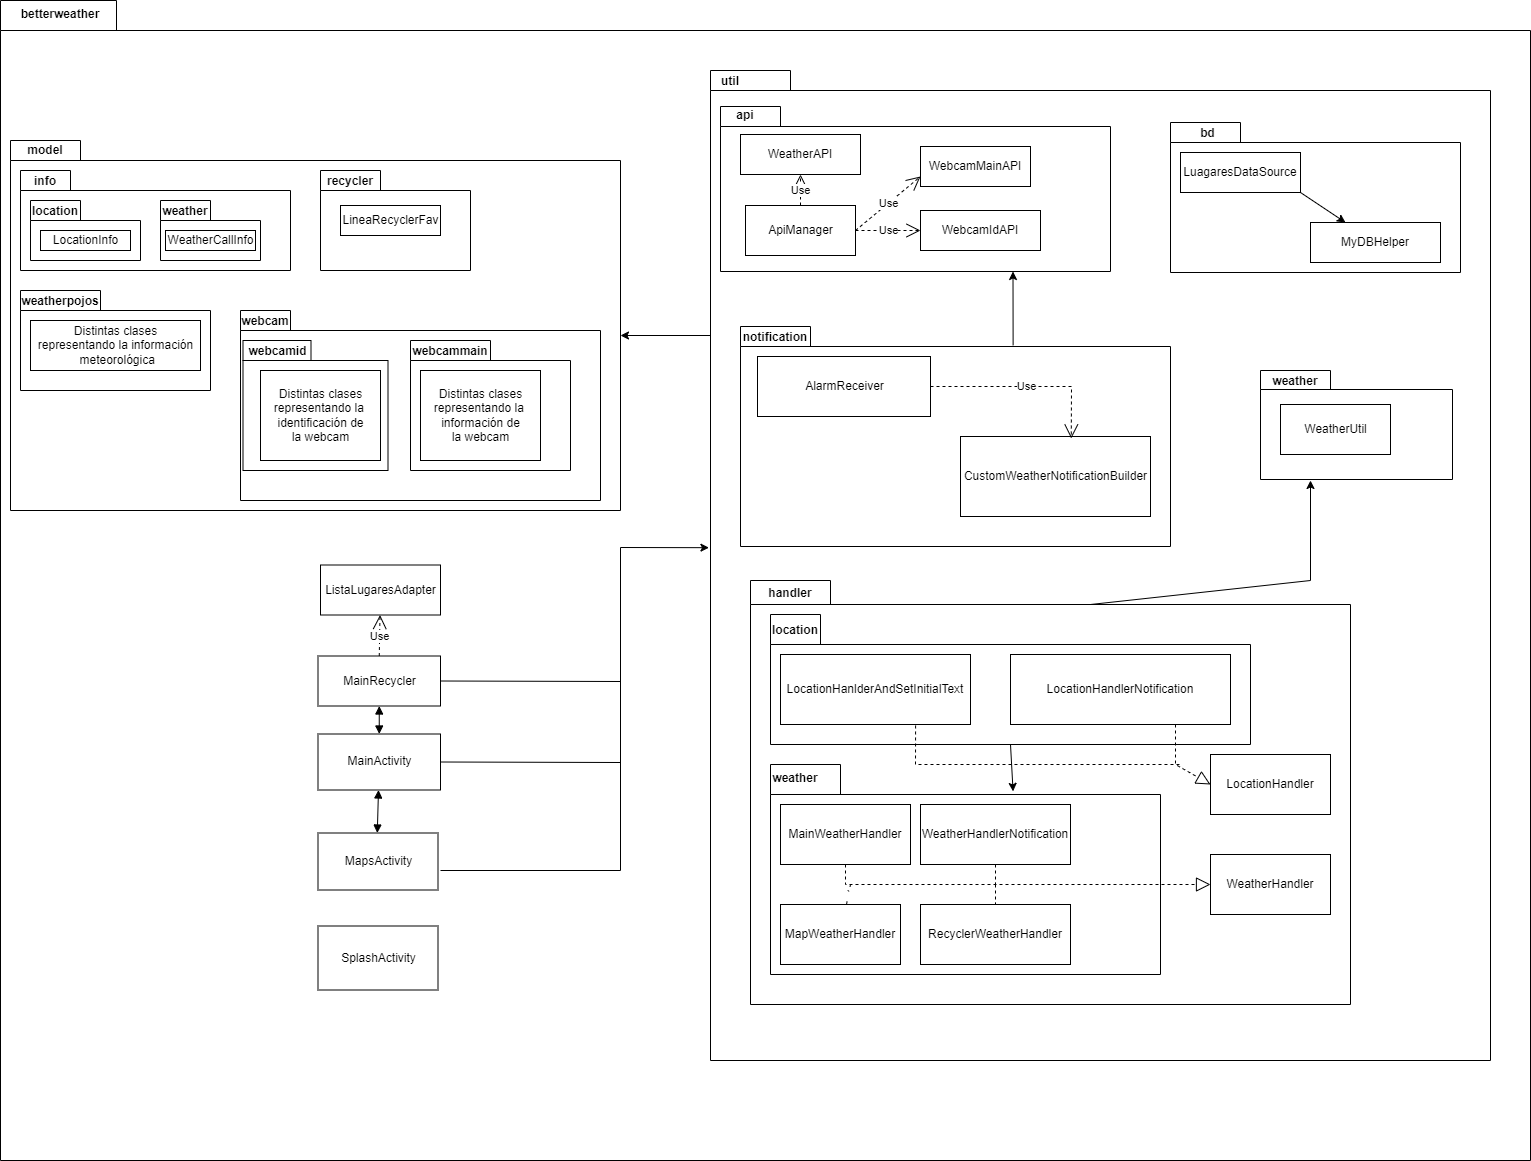 betterweather
util
api
WeatherAPI
WebcamMainAPI
Use
Use
ApiManager
Use
WebcamIdAPI
bd
LuagaresDataSource
MyDBHelper
model
info
location
LocationInfo
weather
WeatherCallInfo
recycler
LineaRecyclerFav
weatherpojos
Distintas clases
representando la información
meteorológica
webcam
webcamid
Distintas clases
representando la
identificación de
la webcam
webcammain
Distintas clases
representando la
información de
la webcam
notification
AlarmReceiver
Use
CustomWeatherNotificationBuilder
weather
WeatherUtil
ListaLugaresAdapter
Use
MainRecycler
MainActivity
MapsActivity
SplashActivity
handler
location
LocationHanlderAndSetInitialText
LocationHandlerNotification
LocationHandler
weather
MainWeatherHandler
WeatherHandlerNotification
WeatherHandler
MapWeatherHandler
RecyclerWeatherHandler